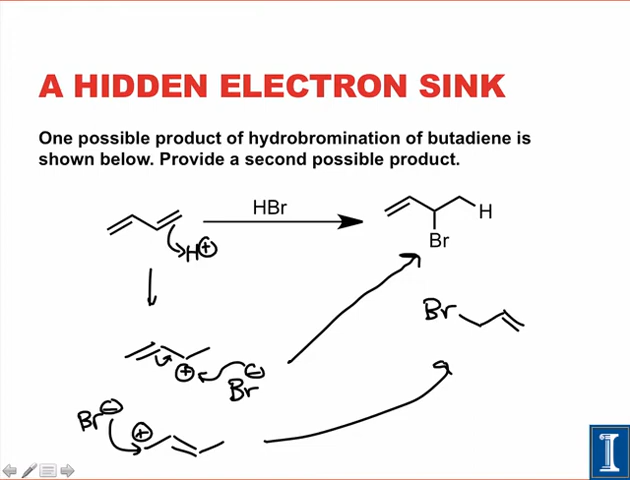 A HIDDEN ELECTRON SINK
One possible product of hydrobromination of butadiene is
shown below. Provide a second possible product.
HBr
H
Br
H⊕
Br
⊕
⊖
Br
Br⊖
⊕
I